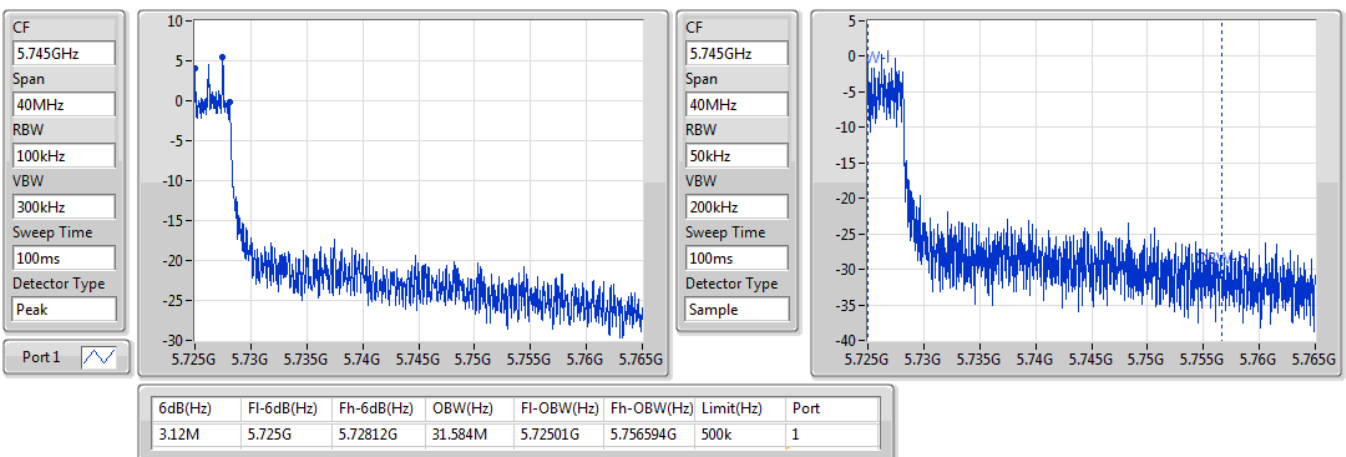 CF
5.745GHz
Span
40MHz
RBW
100kHz
VBW
300kHz
Sweep Time
100ms
Detector Type
Peak
Port 1
10
5
0
-5
-10
-15
-20
-25
-30
5.725G 5.73G 5.735G 5.74G 5.745G 5.75G 5.755G 5.76G 5.765G
CF
5.745GHz
Span
40MHz
RBW
50kHz
VBW
200kHz
Sweep Time
100ms
Detector Type
Sample
5
0
-5
-10
-15
-20
-25
-30
-35
-40
5.725G 5.73G 5.735G 5.74G 5.745G 5.75G 5.755G 5.76G 5.765G
6dB(Hz) Fl-6dB(Hz) Fh-6dB(Hz) OBW(Hz) Fl-OBW(Hz) Fh-OBW(Hz) Limit(Hz) Port
3.12M 5.725G 5.72812G 31.584M 5.72501G 5.756594G 500k 1